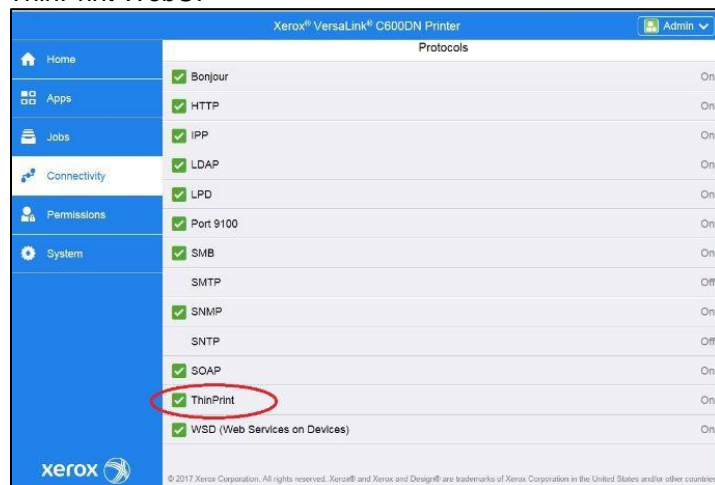 Xerox® VersaLink® C600DN Printer
Admin
Home
Apps
Jobs
Connectivity
Permissions
System
Protocols
Bonjour On
HTTP On
IPP On
LDAP On
LPD On
Port 9100 On
SMB On
SMTP Off
SNMP On
SNTP Off
SOAP On
ThinPrint On
WSD (Web Services on Devices) On
xerox
© 2017 Xerox Corporation. All rights reserved. Xerox® and Xerox and Design® are trademarks of Xerox Corporation in the United States and/or other countries